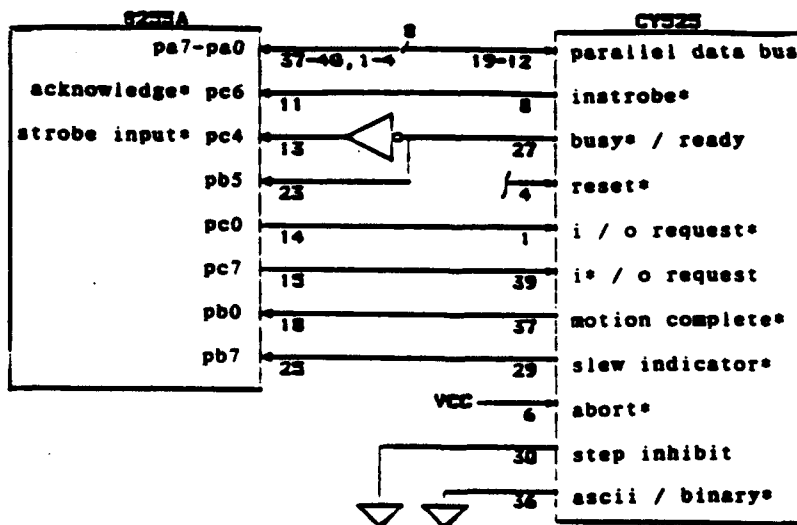 8255A CY525
pa7-pa0 37-40,1-4 8 19-12 parallel data bus
acknowledge* pc6 11 8 instrobe*
strobe input* pc4 13 27 busy* / ready
pb5 23 4 reset*
pc0 14 1 i / o request*
pc7 15 39 i* / o request
pb0 18 37 motion complete*
pb7 25 29 slew indicator*
VCC 6 abort*
30 step inhibit
36 ascii / binary*